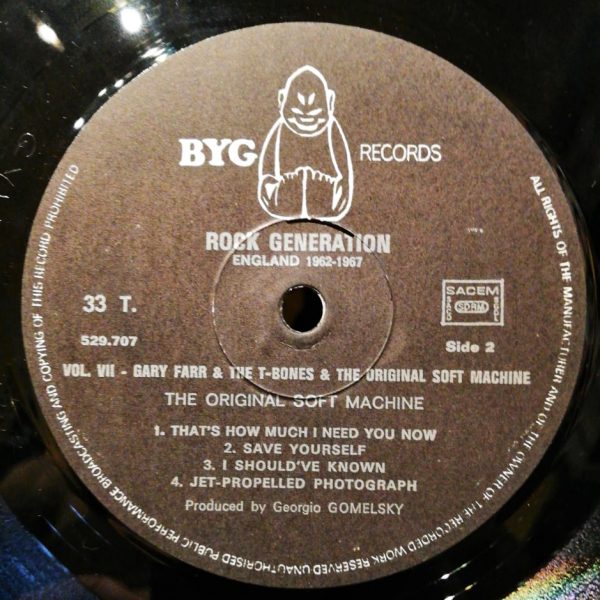 BYG RECORDS
ROCK GENERATION
ENGLAND 1962-1967
33 T.
529.707
SACEM
SDRM
SACD
SGDL
Side 2
VOL. VII - GARY FARR & THE T-BONES & THE ORIGINAL SOFT MACHINE
THE ORIGINAL SOFT MACHINE
1. THAT'S HOW MUCH I NEED YOU NOW
2. SAVE YOURSELF
3. I SHOULD'VE KNOWN
4. JET-PROPELLED PHOTOGRAPH
Produced by Georgio GOMELSKY
ALL RIGHTS OF THE MANUFACTURER AND OF THE OWNER OF THE RECORDED WORK RESERVED UNAUTHORISED PUBLIC PERFORMANCE BROADCASTING AND COPYING OF THIS RECORD PROHIBITED